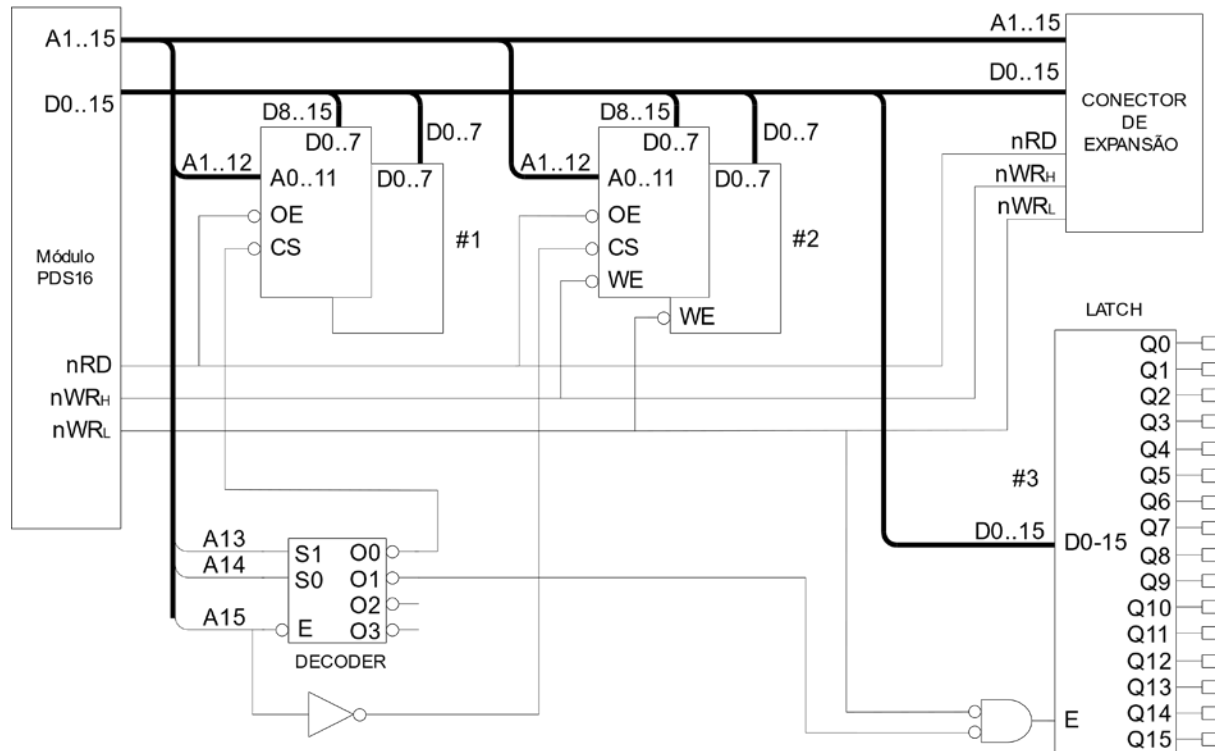 A1..15
D0..15
Módulo
PDS16
nRD
nWRH
nWRL
D8..15
D0..7
D0..7
D0..7
A1..12
A0..11
OE
CS
#1
D8..15
D0..7
D0..7
D0..7
A1..12
A0..11
OE
CS
WE
WE
#2
A1..15
D0..15
CONECTOR
DE
EXPANSÃO
nRD
nWRH
nWRL
A13
A14
A15
S1
S0
E
O0
O1
O2
O3
DECODER
LATCH
#3
D0..15
D0-15
E
Q0
Q1
Q2
Q3
Q4
Q5
Q6
Q7
Q8
Q9
Q10
Q11
Q12
Q13
Q14
Q15